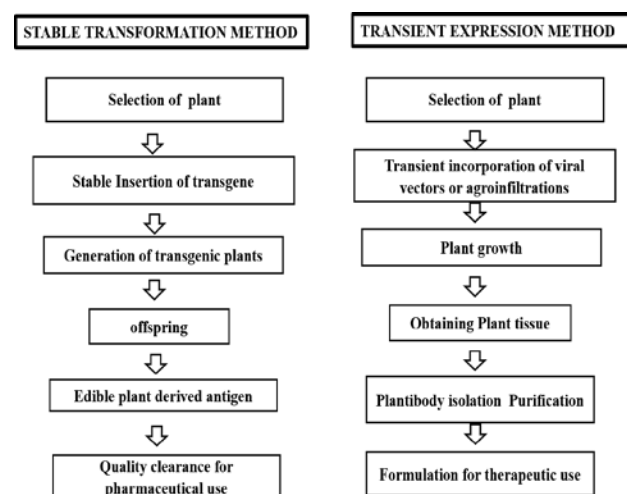 STABLE TRANSFORMATION METHOD
Selection of plant
Stable Insertion of transgene
Generation of transgenic plants
offspring
Edible plant derived antigen
Quality clearance for
pharmaceutical use
TRANSIENT EXPRESSION METHOD
Selection of plant
Transient incorporation of viral
vectors or agroinfiltrations
Plant growth
Obtaining Plant tissue
Plantibody isolation Purification
Formulation for therapeutic use